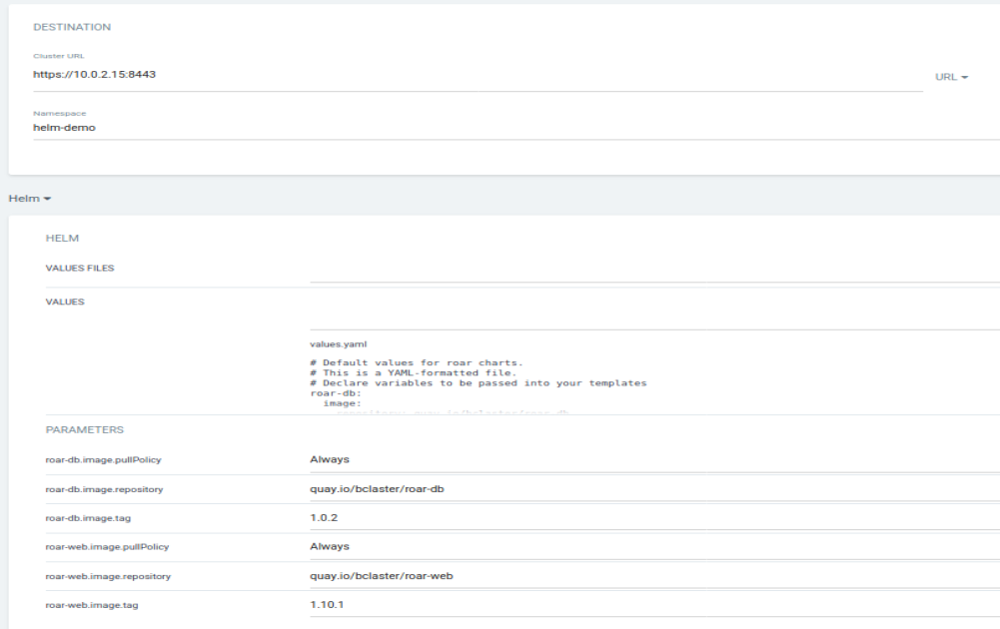 DESTINATION
Cluster URL
https://10.0.2.15:8443
URL
Namespace
helm-demo
Helm
HELM
VALUES FILES
VALUES
values.yaml
# Default values for roar charts.
# This is a YAML-formatted file.
# Declare variables to be passed into your templates
roar-db:
image:
PARAMETERS
roar-db.image.pullPolicy Always
roar-db.image.repository quay.io/bclaster/roar-db
roar-db.image.tag 1.0.2
roar-web.image.pullPolicy Always
roar-web.image.repository quay.io/bclaster/roar-web
roar-web.image.tag 1.10.1